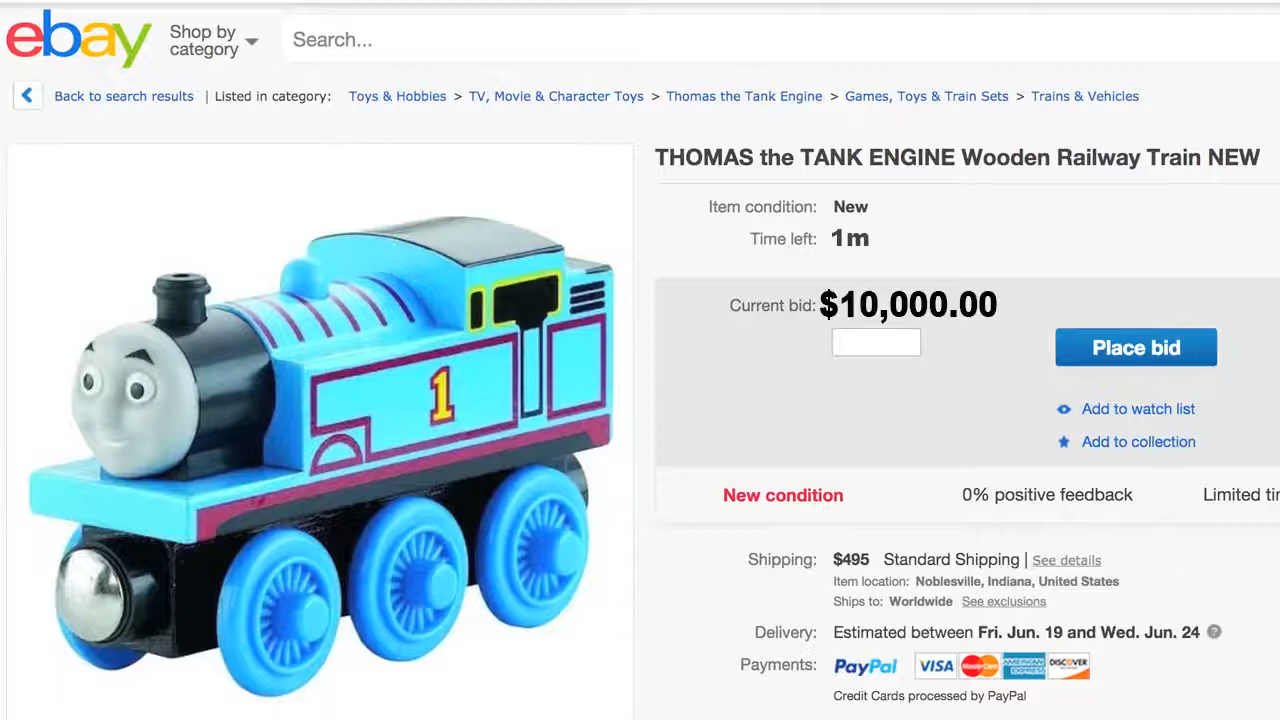 ebay
Shop by
category
Search...
Back to search results | Listed in category: Toys & Hobbies > TV, Movie & Character Toys > Thomas the Tank Engine > Games, Toys & Train Sets > Trains & Vehicles
THOMAS the TANK ENGINE Wooden Railway Train NEW
Item condition: New
Time left: 1m
Current bid: $10,000.00
Place bid
1
Add to watch list
Add to collection
New condition 0% positive feedback Limited
Shipping: $495 Standard Shipping | See details
Item location: Noblesville, Indiana, United States
Ships to: Worldwide See exclusions
Delivery: Estimated between Fri. Jun. 19 and Wed. Jun. 24 ?
Payments: PayPal VISA MasterCard AMERICAN EXPRESS DISCOVER
Credit Cards processed by PayPal